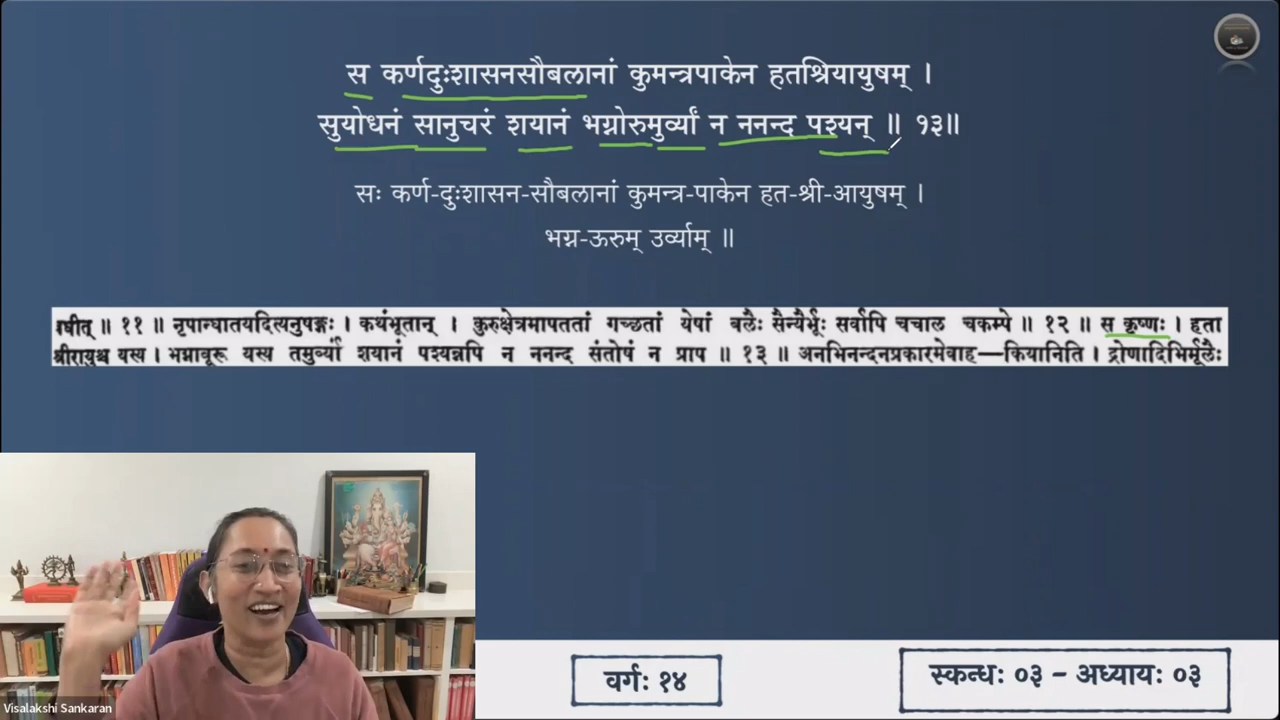 स कर्णदुःशासनसौबलानां कुमन्त्रपाकेन हतश्रियायुषम् ।
सुयोधनं सानुचरं शयानं भग्नोरुमुर्व्यां न ननन्द पश्यन् ॥ १३॥
सः कर्ण-दुःशासन-सौबलानां कुमन्त्र-पाकेन हत-श्री-आयुषम् ।
भग्न-ऊरुम् उर्व्याम् ॥
॥ ११ ॥ नृपान्घातयदित्यनुषङ्गः । कथंभूतान् । कुरुक्षेत्रमापततां गच्छतां येषां बलैः सैन्यैर्भूः सर्वापि चचाल चकम्पे ॥ १२ ॥ स कृष्णः । हता
श्रीरायुश्च यस्य । भग्नावूरू यस्य तमुर्व्यां शयानं पश्यन्नपि न ननन्द संतोषं न प्राप ॥ १३ ॥ अनभिनन्दनप्रकारमेवाह—कियानिति । द्रोणादिभिर्मूलैः
Visalakshi Sankaran
वर्गः १४
स्कन्धः ०३ – अध्यायः ०३